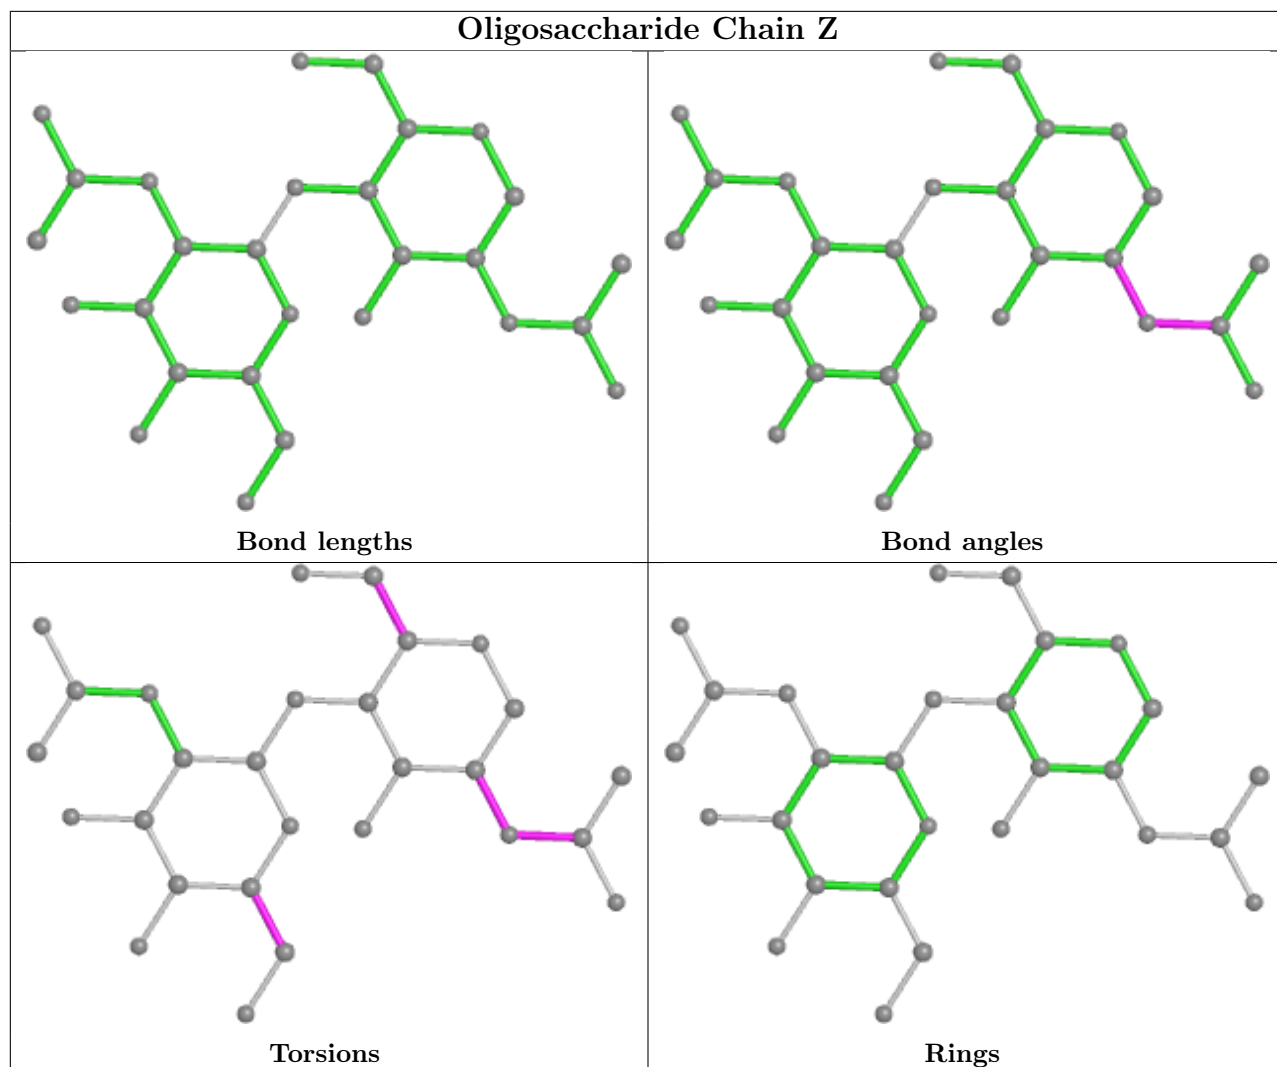 Oligosaccharide Chain Z
Bond lengths
Bond angles
Torsions
Rings